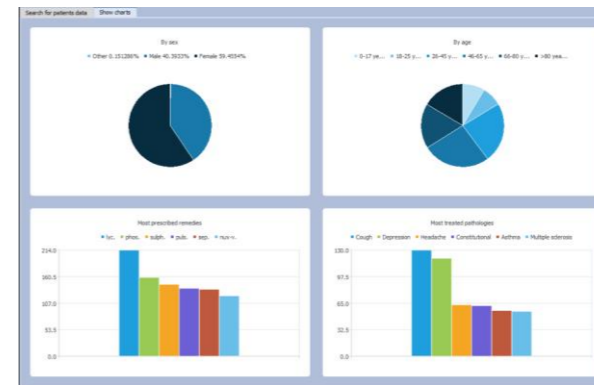 Search for patients data Show charts
By sex
Other 0.151286% Male 40.3933% Female 59.4554%
By age
0-17 ye... 18-25 y... 26-45 y... 46-65 y... 66-80 y... >80 yea...
Most prescribed remedies
lyc. phos. sulph. puls. sep. nux-v.
214.0
160.5
107.0
53.5
0.0
Most treated pathologies
Cough Depression Headache Constitutional Asthma Multiple sclerosis
130.0
97.5
65.0
32.5
0.0